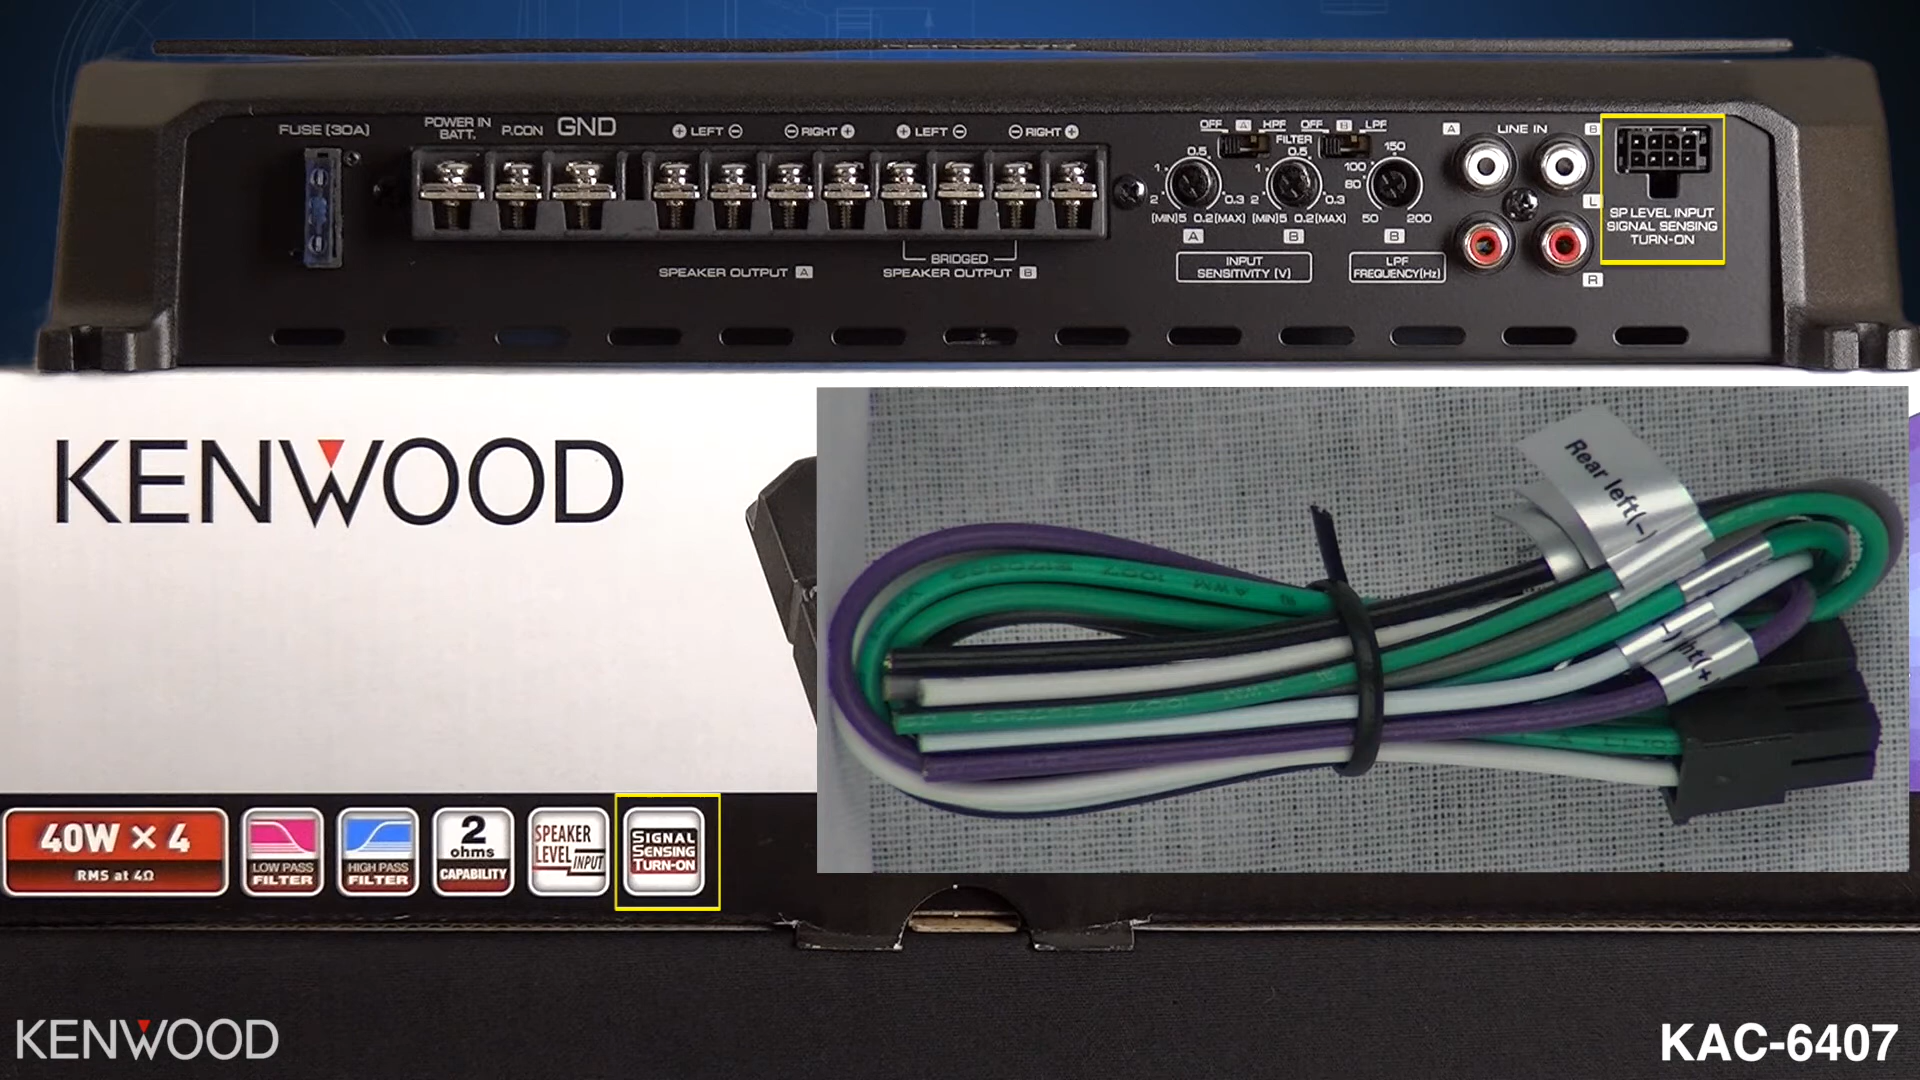 FUSE (30A)
POWER IN
BATT.
P.CON
GND
⊕ LEFT ⊖
⊖ RIGHT ⊕
⊕ LEFT ⊖
⊖ RIGHT ⊕
BRIDGED
SPEAKER OUTPUT A
SPEAKER OUTPUT B
OFF A HPF
OFF B LPF
FILTER
0.5
1
2
0.3
(MIN)5 0.2(MAX)
A
0.5
1
2
0.3
(MIN)5 0.2(MAX)
B
INPUT
SENSITIVITY (V)
150
100
80
50 200
B
LPF
FREQUENCY(Hz)
A LINE IN B
L
R
SP LEVEL INPUT
SIGNAL SENSING
TURN-ON
KENWOOD
Rear left(-)
ght(+
AWM
40W × 4
RMS at 4Ω
LOW PASS
FILTER
HIGH PASS
FILTER
2
ohms
CAPABILITY
SPEAKER
LEVEL
INPUT
SIGNAL
SENSING
TURN-ON
KENWOOD
KAC-6407